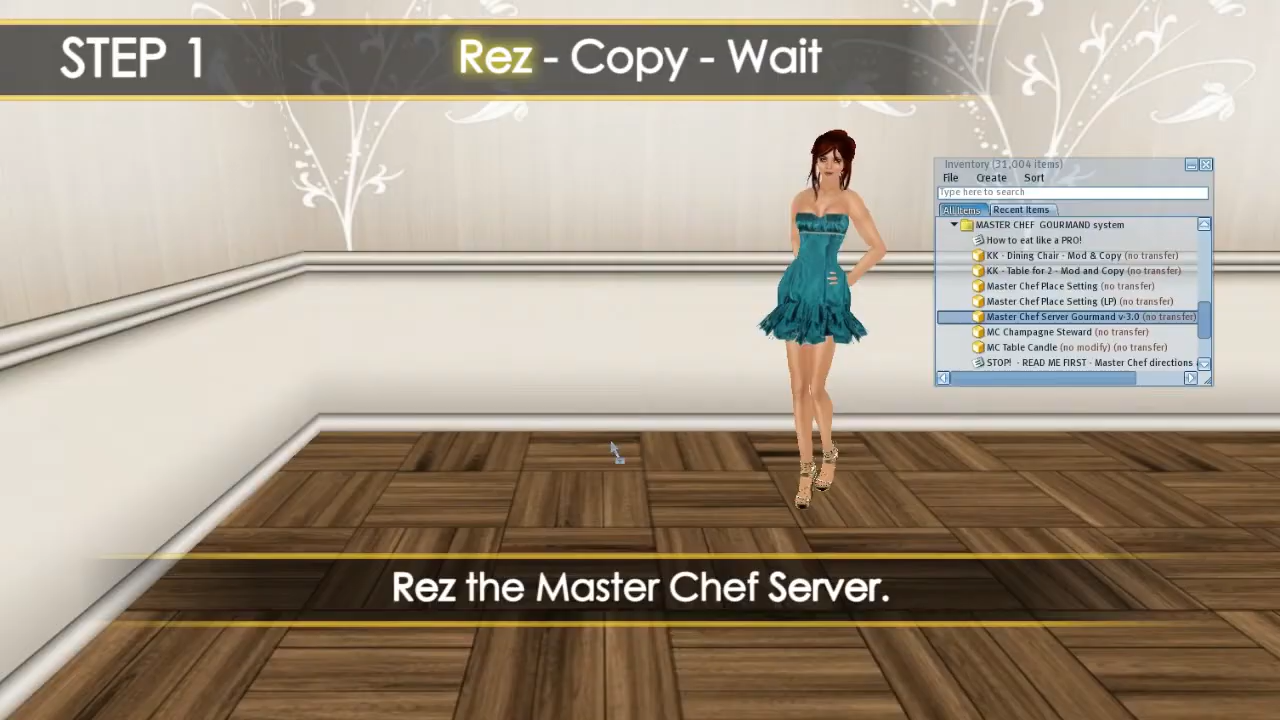 STEP 1
Rez - Copy - Wait
Inventory (31,004 items)
File Create Sort
Type here to search
All Items Recent Items
MASTER CHEF GOURMAND system
How to eat like a PRO!
KK - Dining Chair - Mod & Copy (no transfer)
KK - Table for 2 - Mod and Copy (no transfer)
Master Chef Place Setting (no transfer)
Master Chef Place Setting (LP) (no transfer)
Master Chef Server Gourmand v-3.0 (no transfer)
MC Champagne Steward (no transfer)
MC Table Candle (no modify) (no transfer)
STOP! - READ ME FIRST - Master Chef directions
Rez the Master Chef Server.